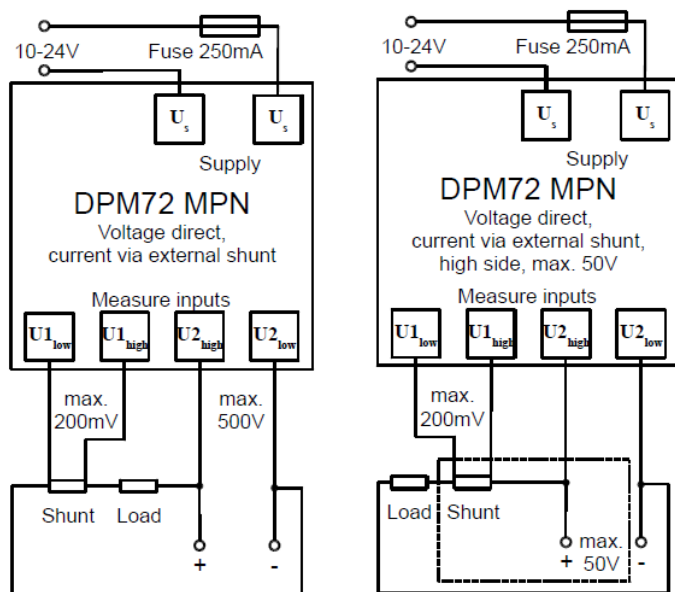 10-24V
Fuse 250mA
Us
Us
Supply
DPM72 MPN
Voltage direct,
current via external shunt
Measure inputs
U1low
U1high
U2high
U2low
max.
200mV
max.
500V
Shunt
Load
+
-
10-24V
Fuse 250mA
Us
Us
Supply
DPM72 MPN
Voltage direct,
current via external shunt,
high side, max. 50V
Measure inputs
U1low
U1high
U2high
U2low
max.
200mV
Load
Shunt
+
max.
50V
-